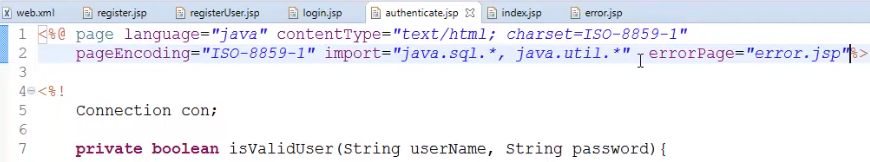 web.xml register.jsp registerUser.jsp login.jsp authenticate.jsp index.jsp error.jsp
1 <%@ page language="java" contentType="text/html; charset=ISO-8859-1"
2 pageEncoding="ISO-8859-1" import="java.sql.*, java.util.*" errorPage="error.jsp"%>
3
4 <%!
5 Connection con;
6
7 private boolean isValidUser(String userName, String password){